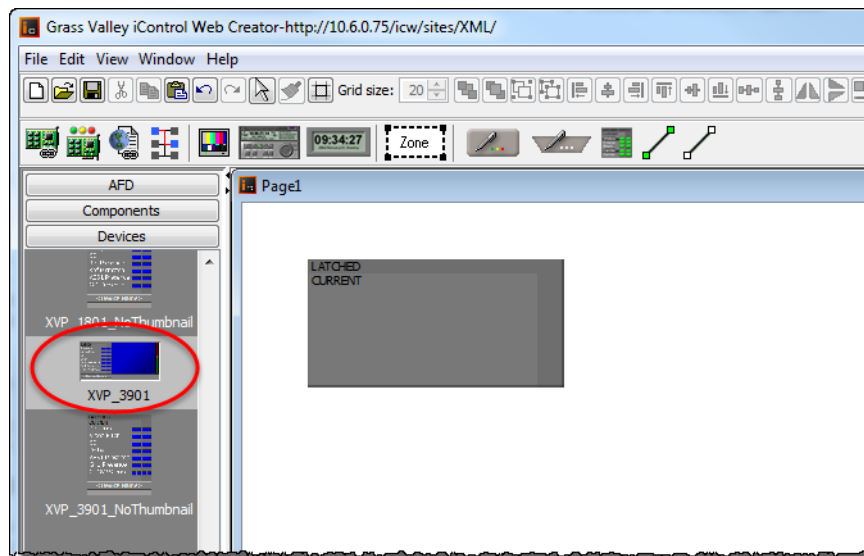 Grass Valley iControl Web Creator-http://10.6.0.75/icw/sites/XML/
File Edit View Window Help
Grid size: 20
09:34:27
Zone
AFD
Components
Devices
Page1
LATCHED
CURRENT
XVP_1801_NoThumbnail
XVP_3901
XVP_3901_NoThumbnail